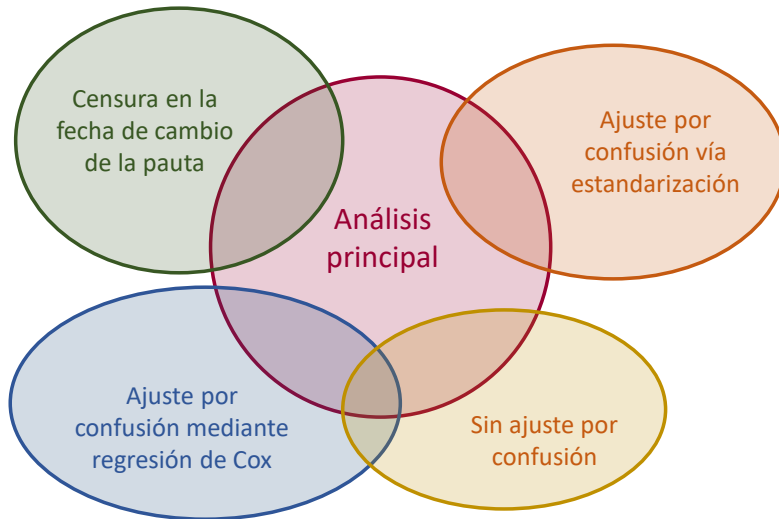 Censura en la
fecha de cambio
de la pauta
Ajuste por
confusión vía
estandarización
Análisis
principal
Ajuste por
confusión mediante
regresión de Cox
Sin ajuste por
confusión